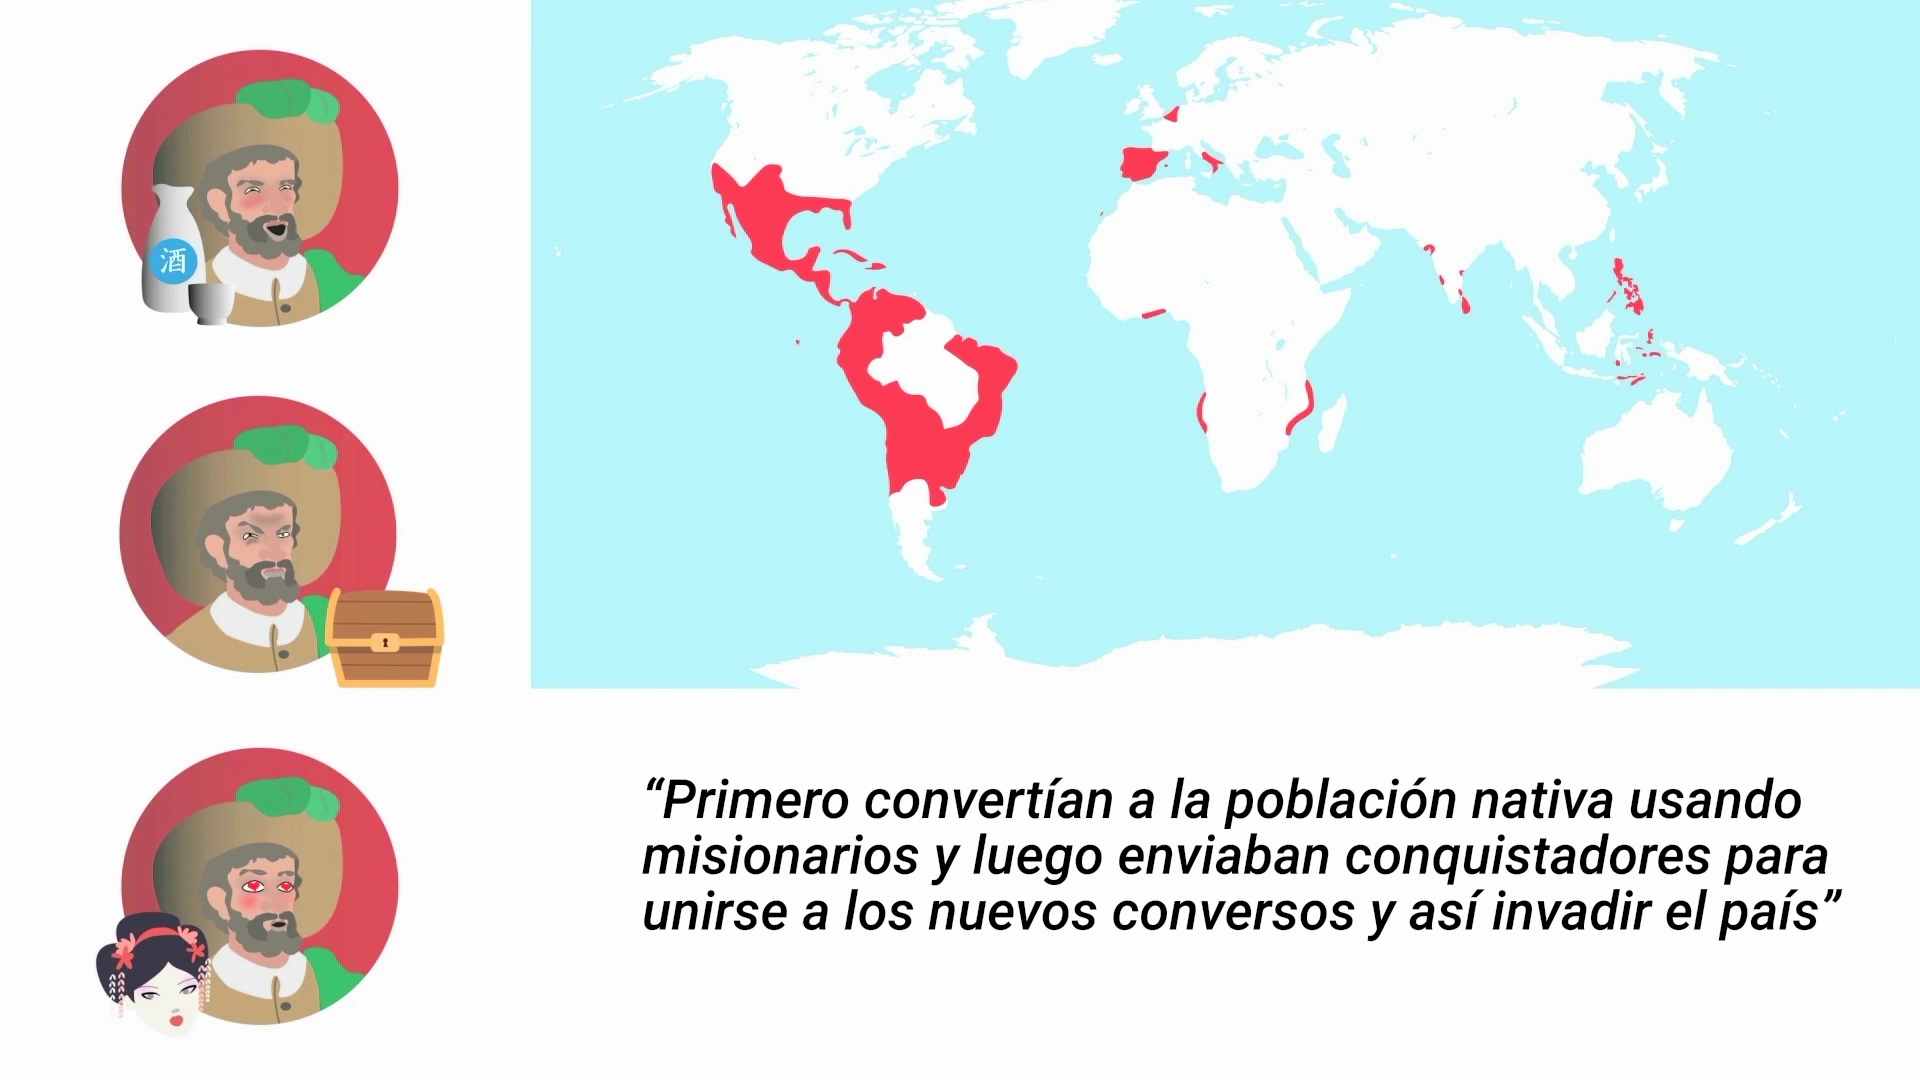 酒
“Primero convertían a la población nativa usando
misionarios y luego enviaban conquistadores para
unirse a los nuevos conversos y así invadir el país”